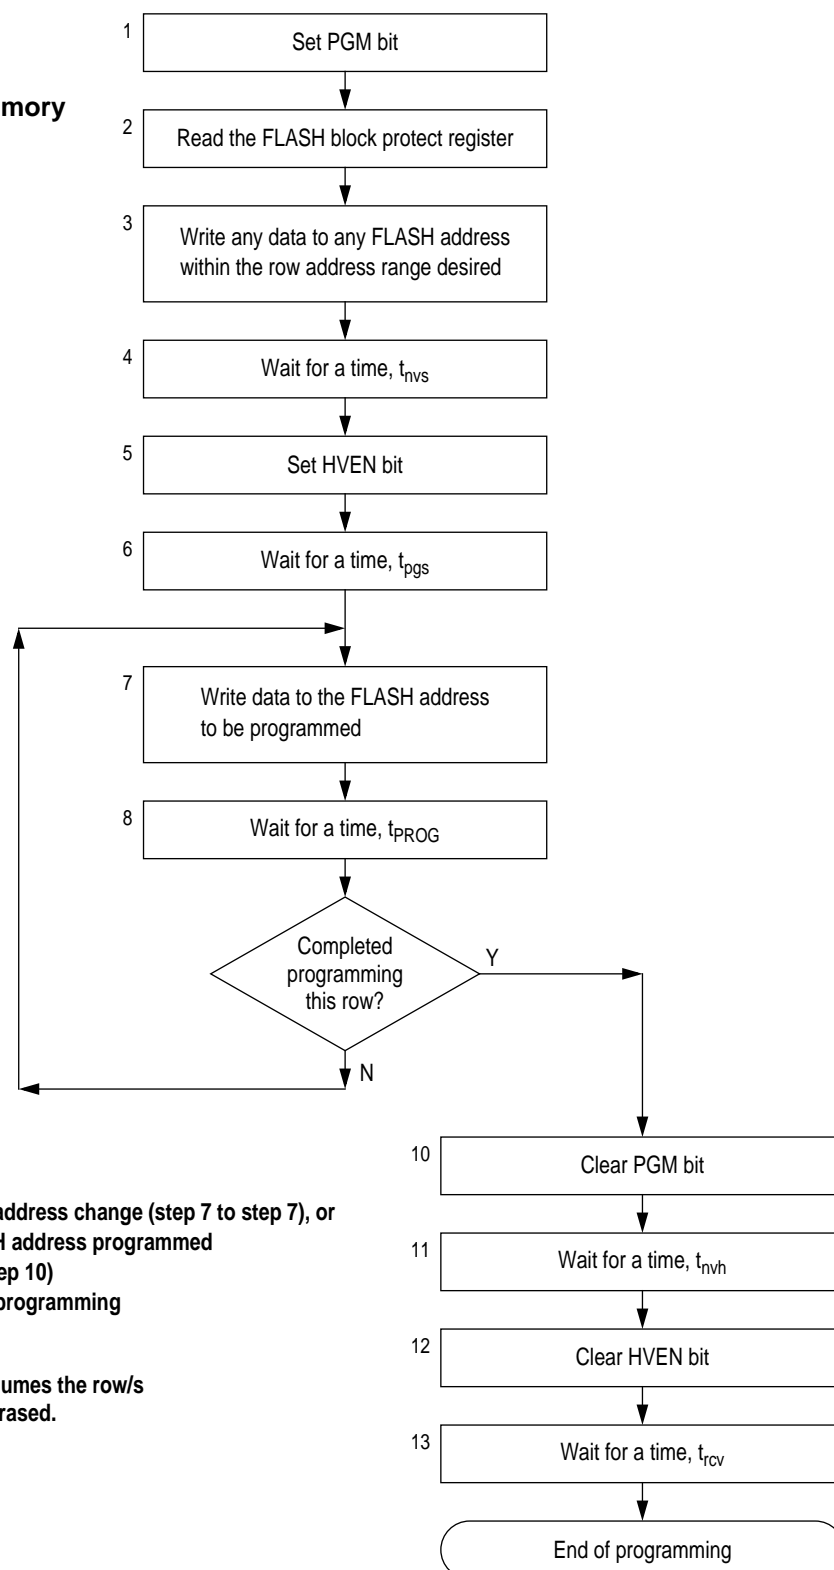 1
Set PGM bit
mory
2
Read the FLASH block protect register
3
Write any data to any FLASH address
within the row address range desired
4
Wait for a time, tnvs
5
Set HVEN bit
6
Wait for a time, tpgs
7
Write data to the FLASH address
to be programmed
8
Wait for a time, tPROG
Completed
programming
this row?
Y
N
10
Clear PGM bit
address change (step 7 to step 7), or
H address programmed
ep 10)
programming
11
Wait for a time, tnvh
12
Clear HVEN bit
umes the row/s
rased.
13
Wait for a time, trcv
End of programming